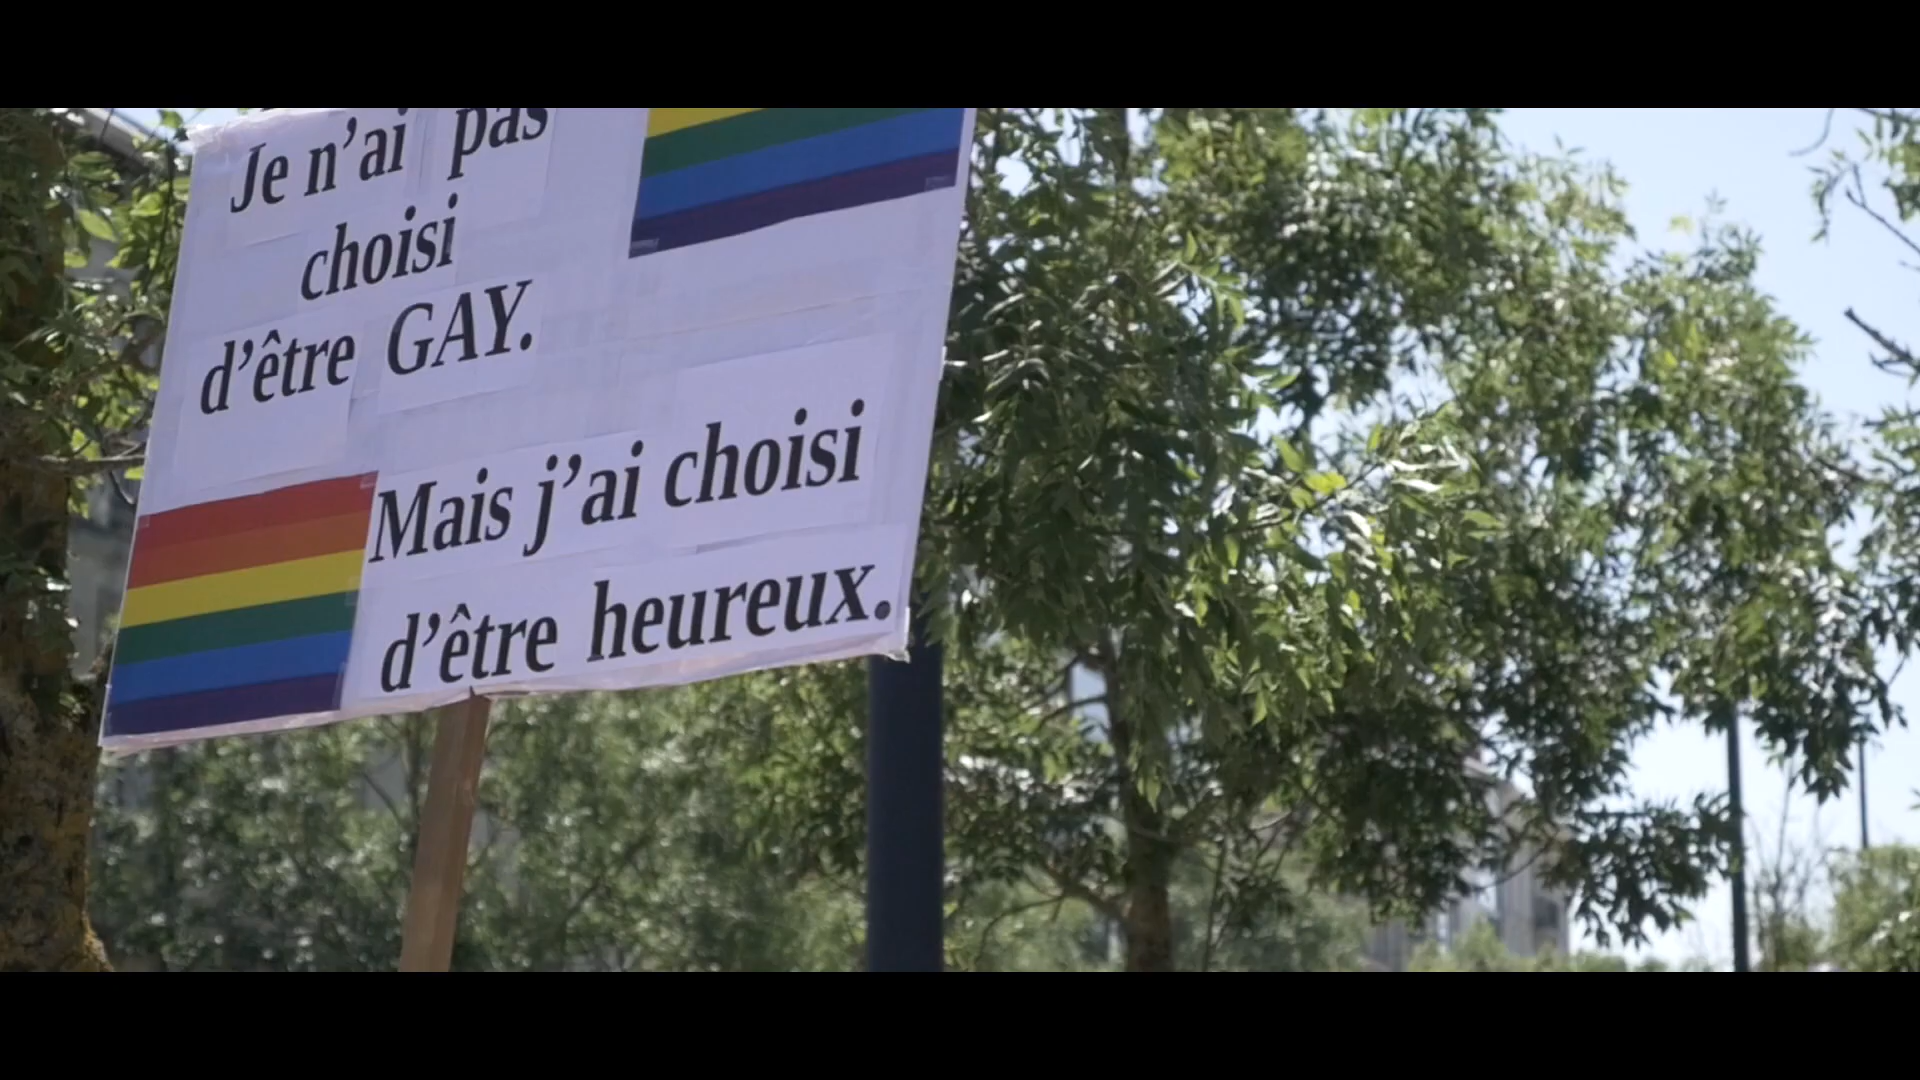 Je n’ai pas
choisi
d’être GAY.
Mais j’ai choisi
d’être heureux.